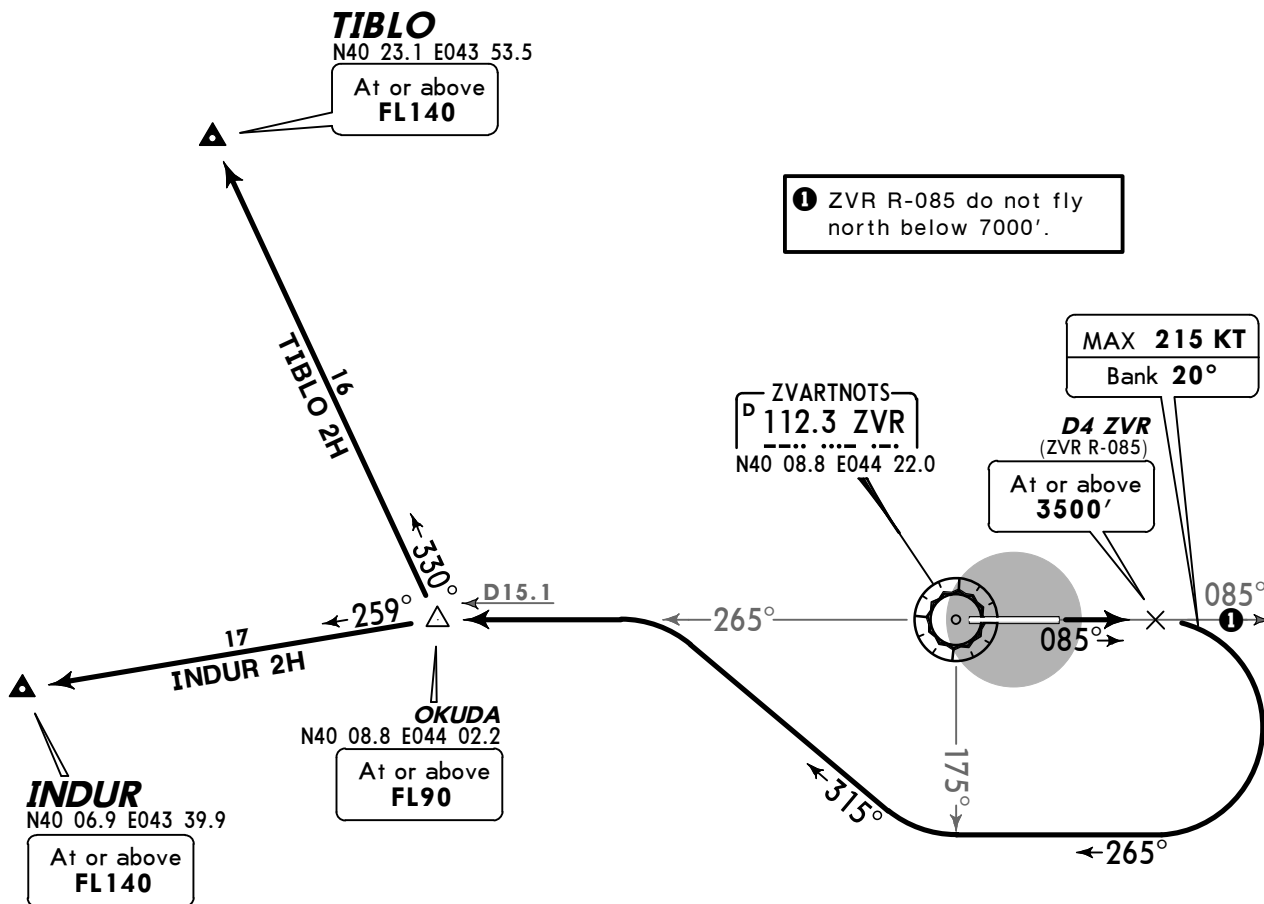 TIBLO
N40 23.1 E043 53.5
At or above
FL140
❶ ZVR R-085 do not fly
north below 7000'.
MAX 215 KT
Bank 20°
ZVARTNOTS
D 112.3 ZVR
N40 08.8 E044 22.0
D4 ZVR
(ZVR R-085)
At or above
3500'
16
TIBLO 2H
330°
D15.1
259°
265°
085°
085°
❶
17
INDUR 2H
OKUDA
N40 08.8 E044 02.2
At or above
FL90
175°
315°
265°
INDUR
N40 06.9 E043 39.9
At or above
FL140